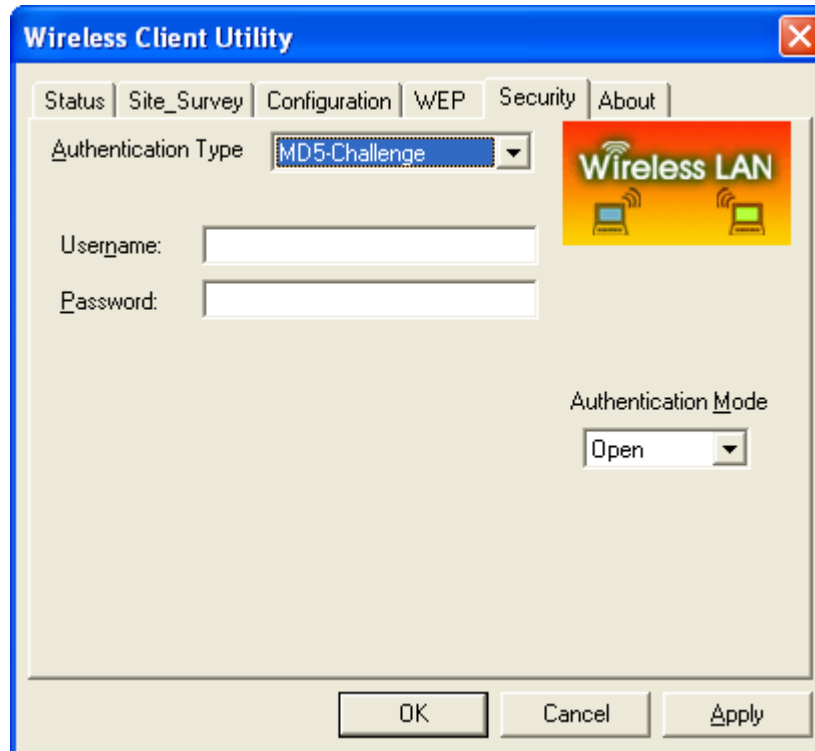 Wireless Client Utility
Status Site_Survey Configuration WEP Security About
Authentication Type MD5-Challenge
Wireless LAN
Username:
Password:
Authentication Mode
Open
OK Cancel Apply